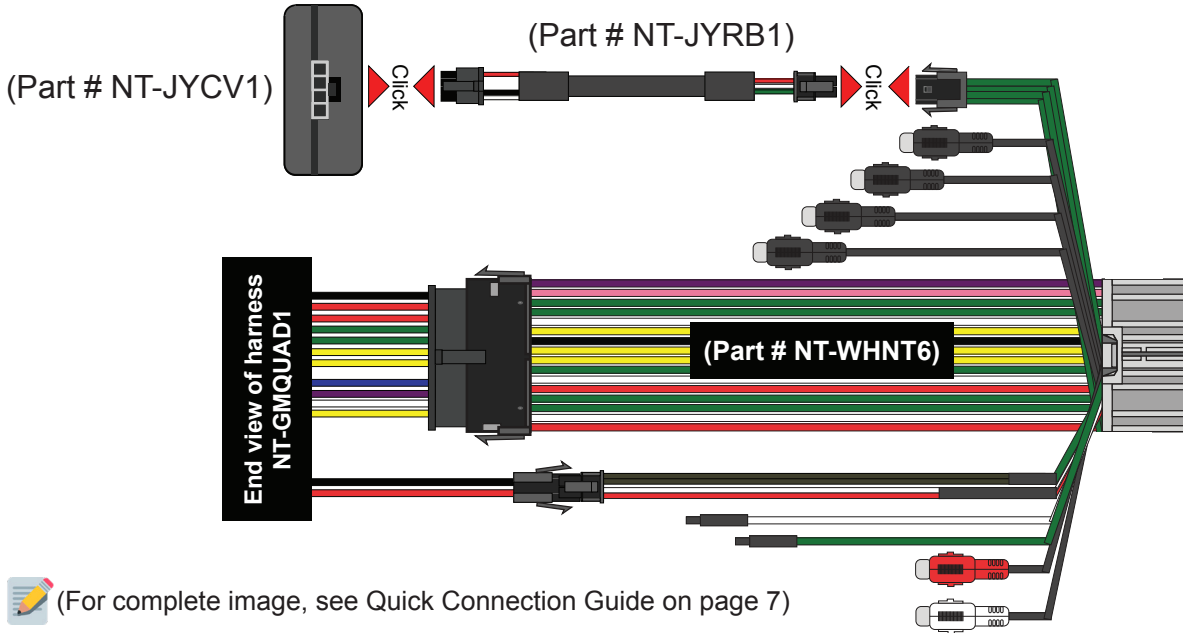 (Part # NT-JYRB1)
(Part # NT-JYCV1)
Click
Click
End view of harness
NT-GMQUAD1
(Part # NT-WHNT6)
(For complete image, see Quick Connection Guide on page 7)